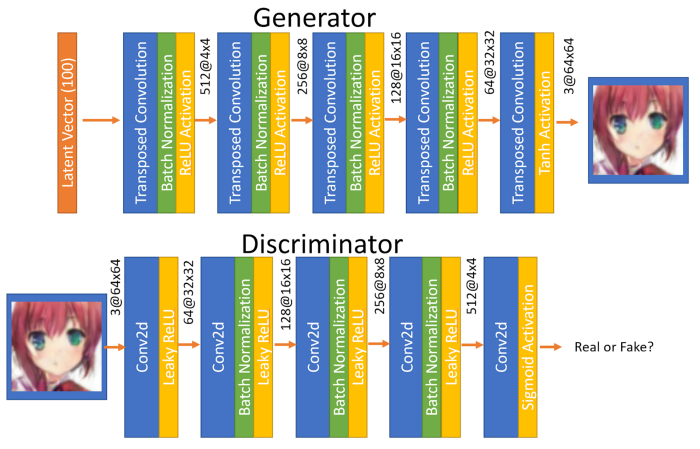 Generator
Latent Vector (100)
Transposed Convolution
Batch Normalization
ReLU Activation
512@4x4
Transposed Convolution
Batch Normalization
ReLU Activation
256@8x8
Transposed Convolution
Batch Normalization
ReLU Activation
128@16x16
Transposed Convolution
Batch Normalization
ReLU Activation
64@32x32
Transposed Convolution
Tanh Activation
3@64x64
Discriminator
3@64x64
Conv2d
Leaky ReLU
64@32x32
Conv2d
Batch Normalization
Leaky ReLU
128@16x16
Conv2d
Batch Normalization
Leaky ReLU
256@8x8
Conv2d
Batch Normalization
Leaky ReLU
512@4x4
Conv2d
Sigmoid Activation
Real or Fake?